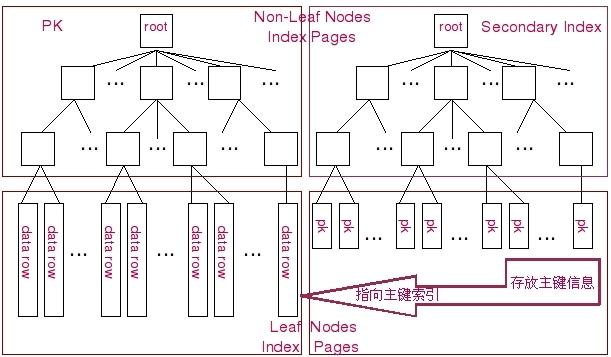 PK
root
Non-Leaf Nodes
Index Pages
root
Secondary Index
...
...
...
...
...
...
...
...
...
...
data row
data row
...
data row
data row
...
data row
data row
...
data row
pk
pk
...
pk
pk
...
pk
pk
...
pk
指向主键索引
存放主键信息
Leaf Nodes
Index Pages